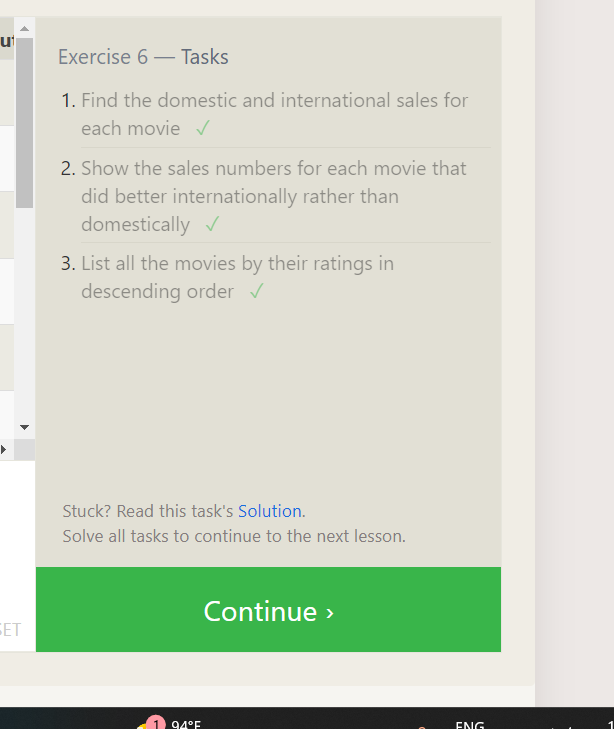 Exercise 6 — Tasks
1. Find the domestic and international sales for
each movie ✓
2. Show the sales numbers for each movie that
did better internationally rather than
domestically ✓
3. List all the movies by their ratings in
descending order ✓
Stuck? Read this task's Solution.
Solve all tasks to continue to the next lesson.
Continue ›
SET
1 94°F
ENG